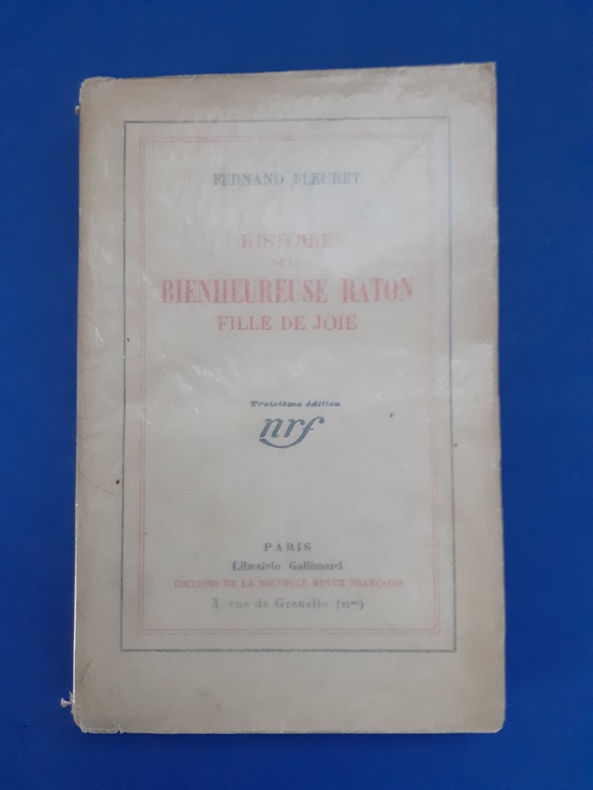 FERNAND FLEURET
HISTOIRE
DE LA
BIENHEUREUSE RATON
FILLE DE JOIE
Treizième édition
nrf
PARIS
Librairie Gallimard
ÉDITIONS DE LA NOUVELLE REVUE FRANÇAISE
3, rue de Grenelle (VIme)